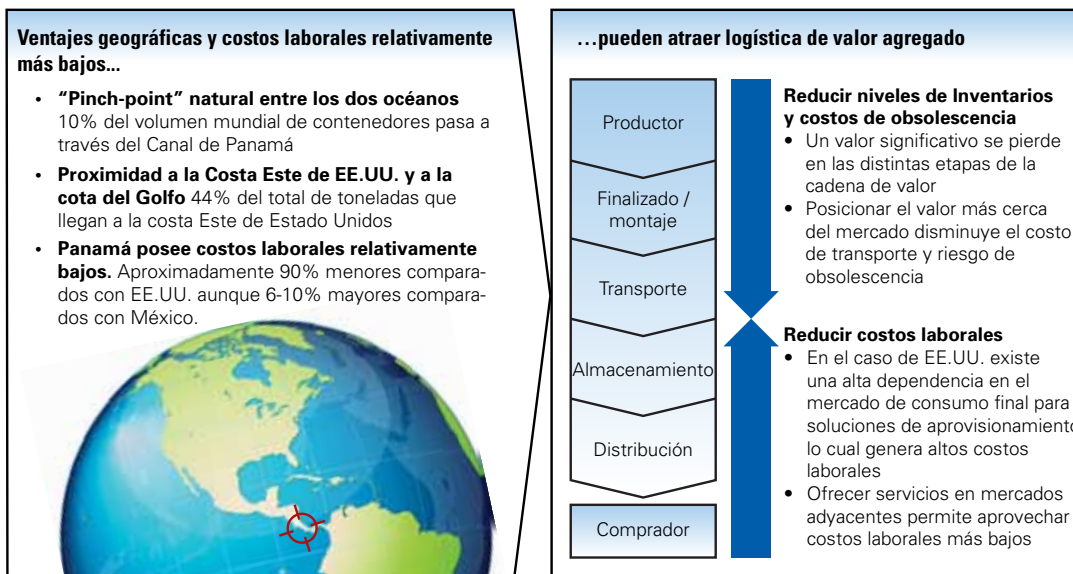 Ventajes geográficas y costos laborales relativamente
más bajos...
• “Pinch-point” natural entre los dos océanos
10% del volumen mundial de contenedores pasa a
través del Canal de Panamá
• Proximidad a la Costa Este de EE.UU. y a la
cota del Golfo 44% del total de toneladas que
llegan a la costa Este de Estado Unidos
• Panamá posee costos laborales relativamente
bajos. Aproximadamente 90% menores compara-
dos con EE.UU. aunque 6-10% mayores compara-
dos con México.
...pueden atraer logística de valor agregado
Productor
Finalizado /
montaje
Transporte
Almacenamiento
Distribución
Comprador
Reducir niveles de Inventarios
y costos de obsolescencia
• Un valor significativo se pierde
en las distintas etapas de la
cadena de valor
• Posicionar el valor más cerca
del mercado disminuye el costo
de transporte y riesgo de
obsolescencia
Reducir costos laborales
• En el caso de EE.UU. existe
una alta dependencia en el
mercado de consumo final para
soluciones de aprovisionamiento
lo cual genera altos costos
laborales
• Ofrecer servicios en mercados
adyacentes permite aprovechar
costos laborales más bajos